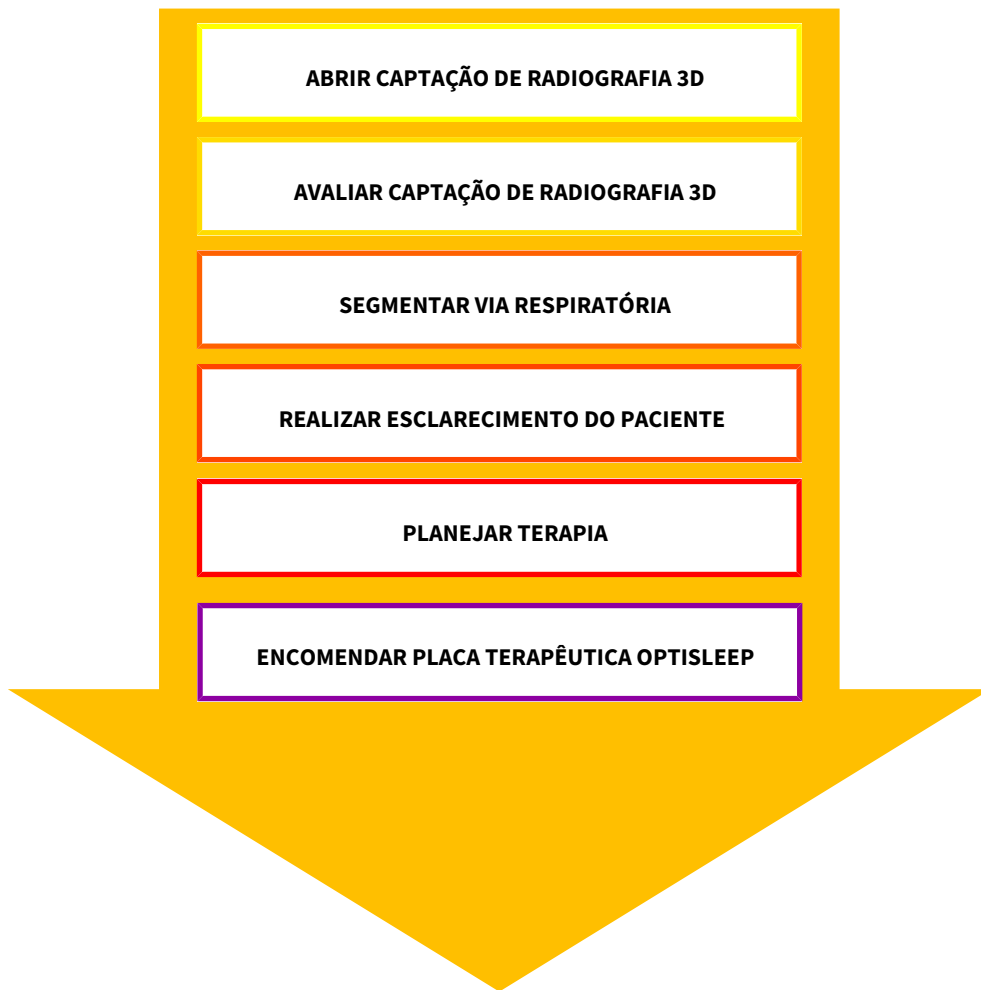 ABRIR CAPTAÇÃO DE RADIOGRAFIA 3D
AVALIAR CAPTAÇÃO DE RADIOGRAFIA 3D
SEGMENTAR VIA RESPIRATÓRIA
REALIZAR ESCLARECIMENTO DO PACIENTE
PLANEJAR TERAPIA
ENCOMENDAR PLACA TERAPÊUTICA OPTISLEEP